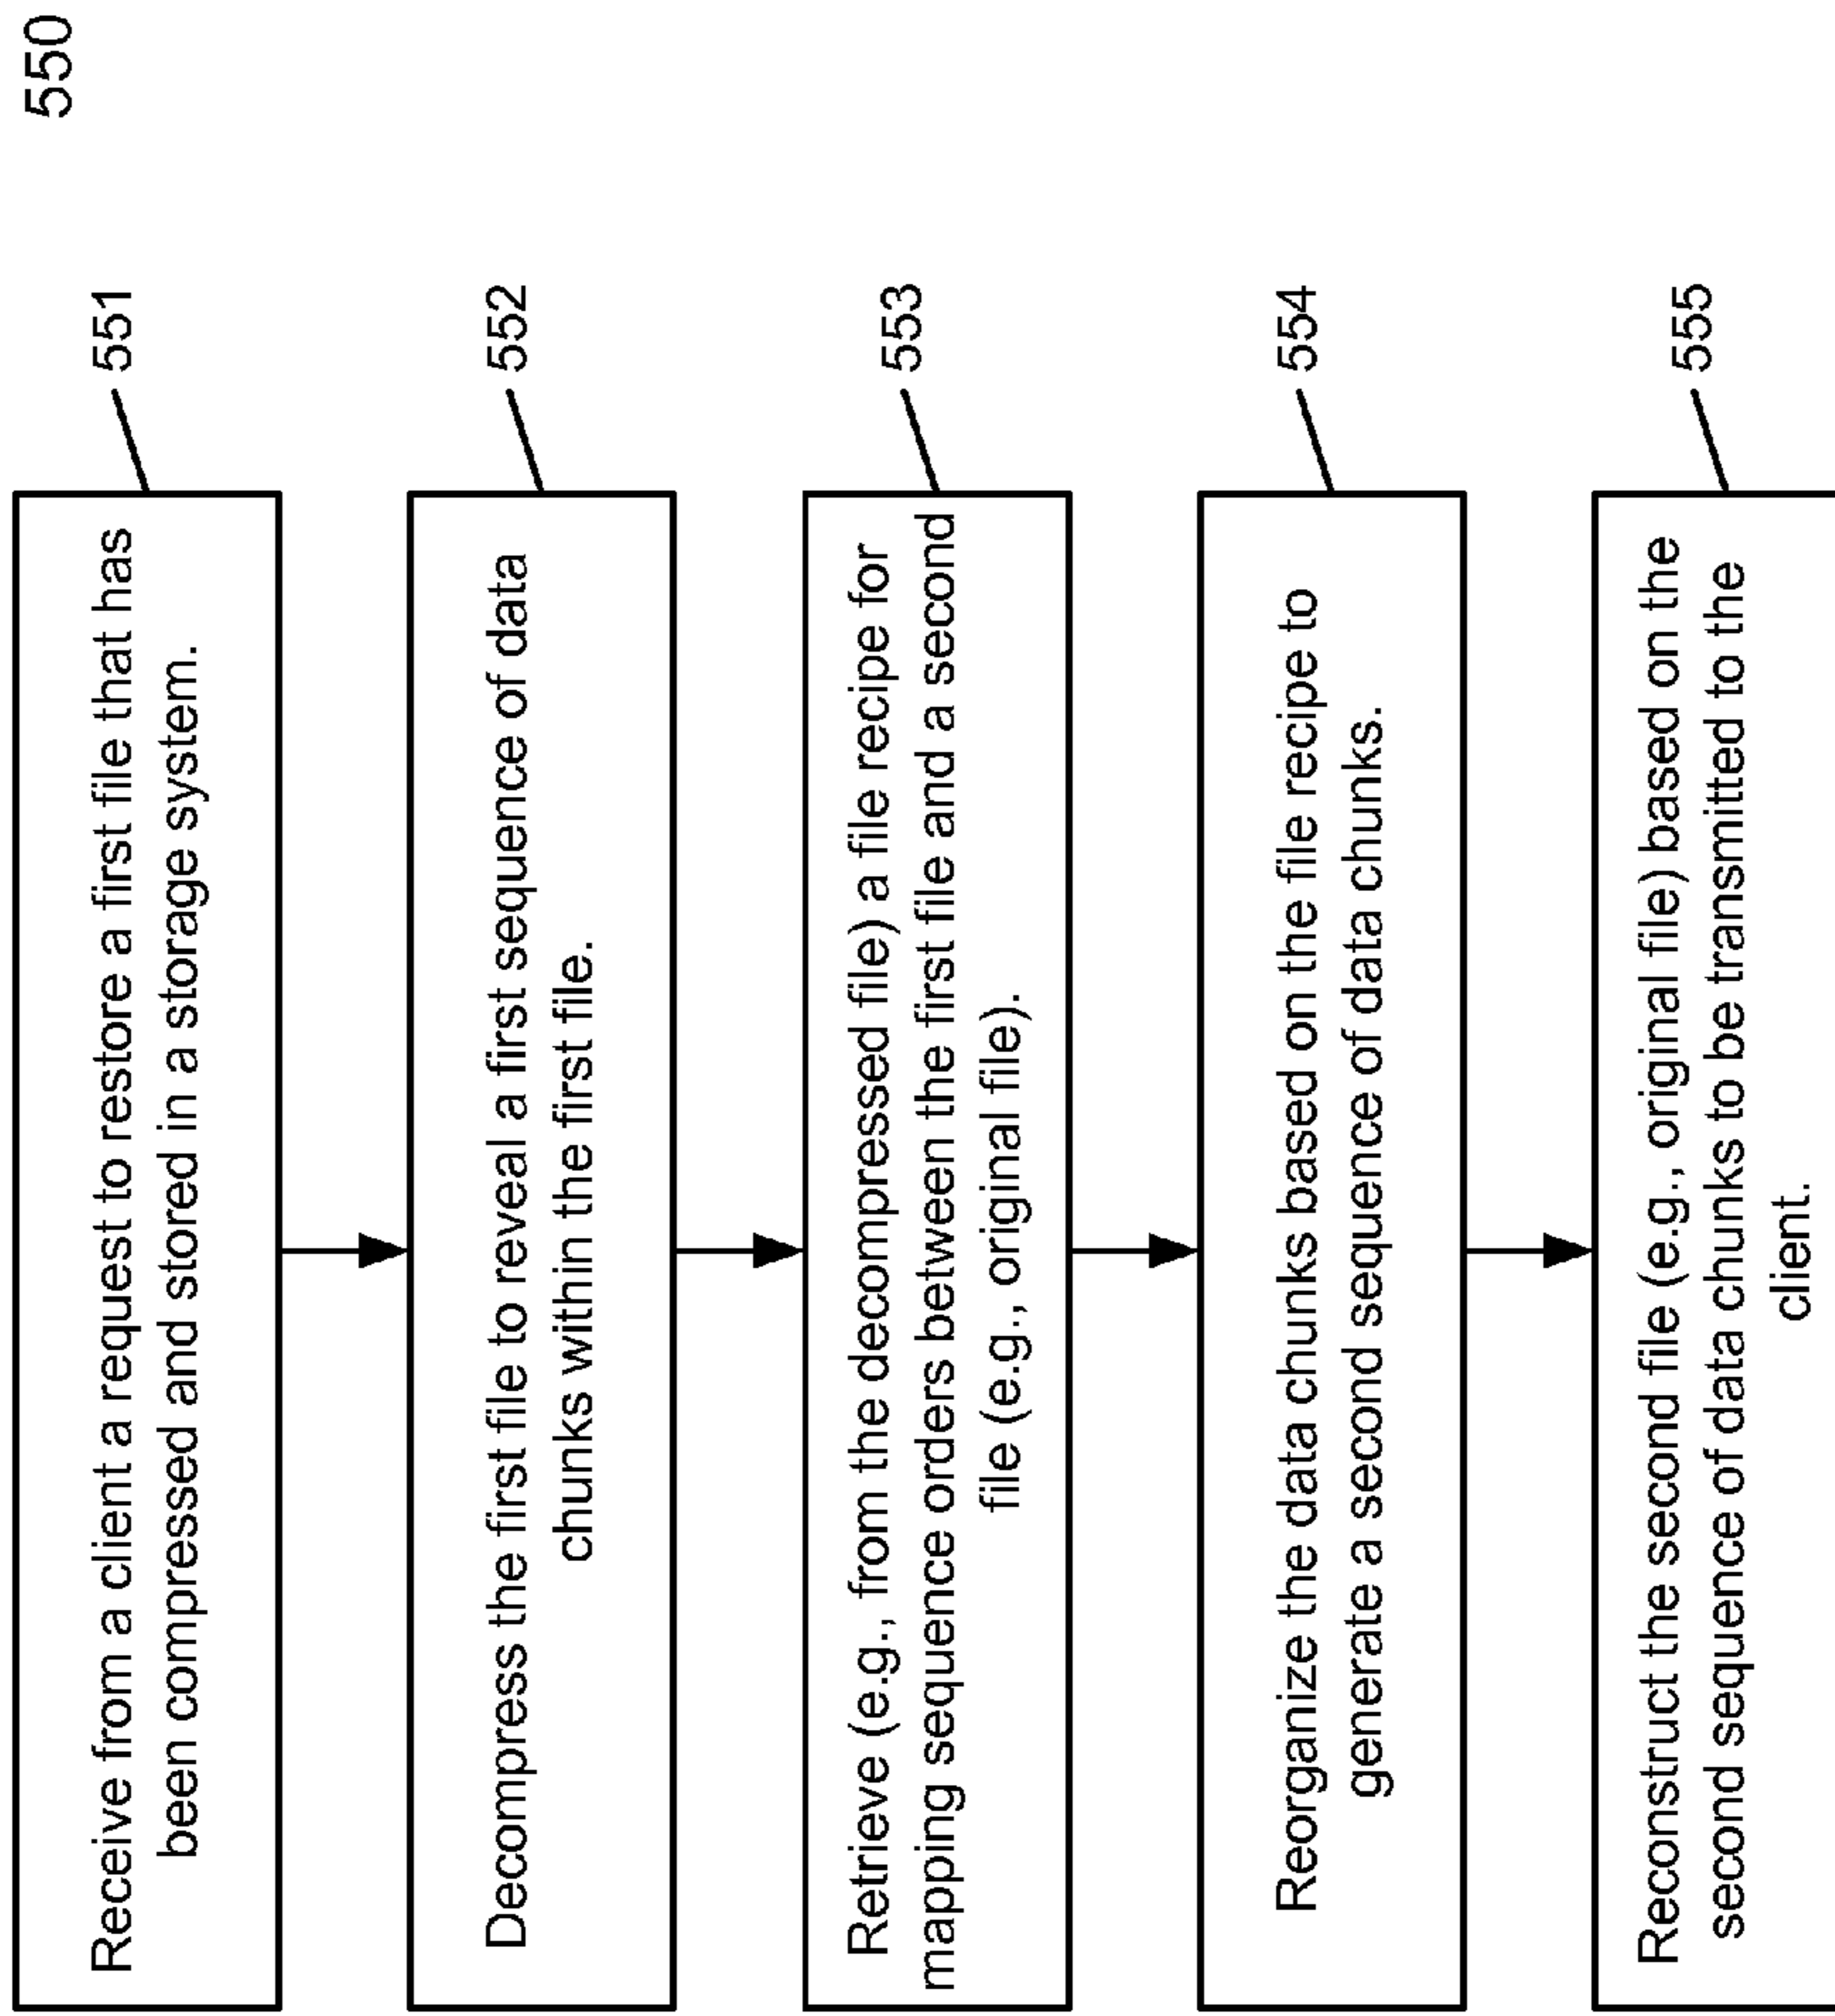 550
Receive from a client a request to restore a first file that has
been compressed and stored in a storage system.
551
Decompress the first file to reveal a first sequence of data
chunks within the first file.
552
Retrieve (e.g., from the decompressed file) a file recipe for
mapping sequence orders between the first file and a second
file (e.g., original file).
553
Reorganize the data chunks based on the file recipe to
generate a second sequence of data chunks.
554
Reconstruct the second file (e.g., original file) based on the
second sequence of data chunks to be transmitted to the
client.
555